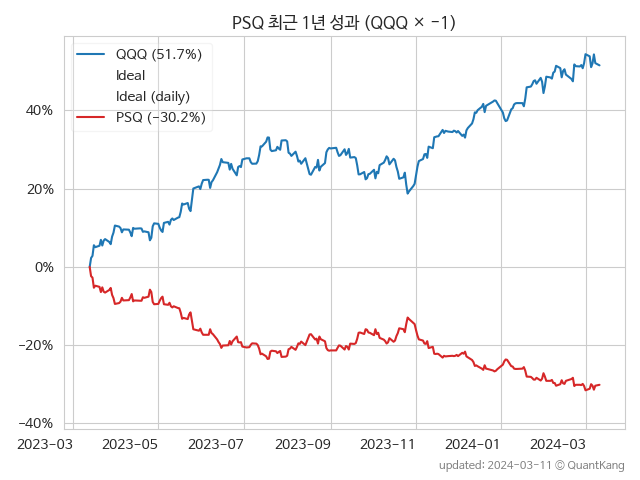 PSQ 최근 1년 성과 (QQQ × -1)
QQQ (51.7%)
Ideal
Ideal (daily)
PSQ (-30.2%)
40%
20%
0%
-20%
-40%
2023-03 2023-05 2023-07 2023-09 2023-11 2024-01 2024-03
updated: 2024-03-11 © QuantKang